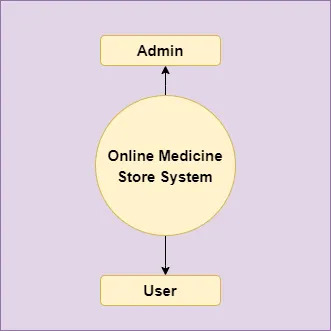 Admin
Online Medicine
Store System
User